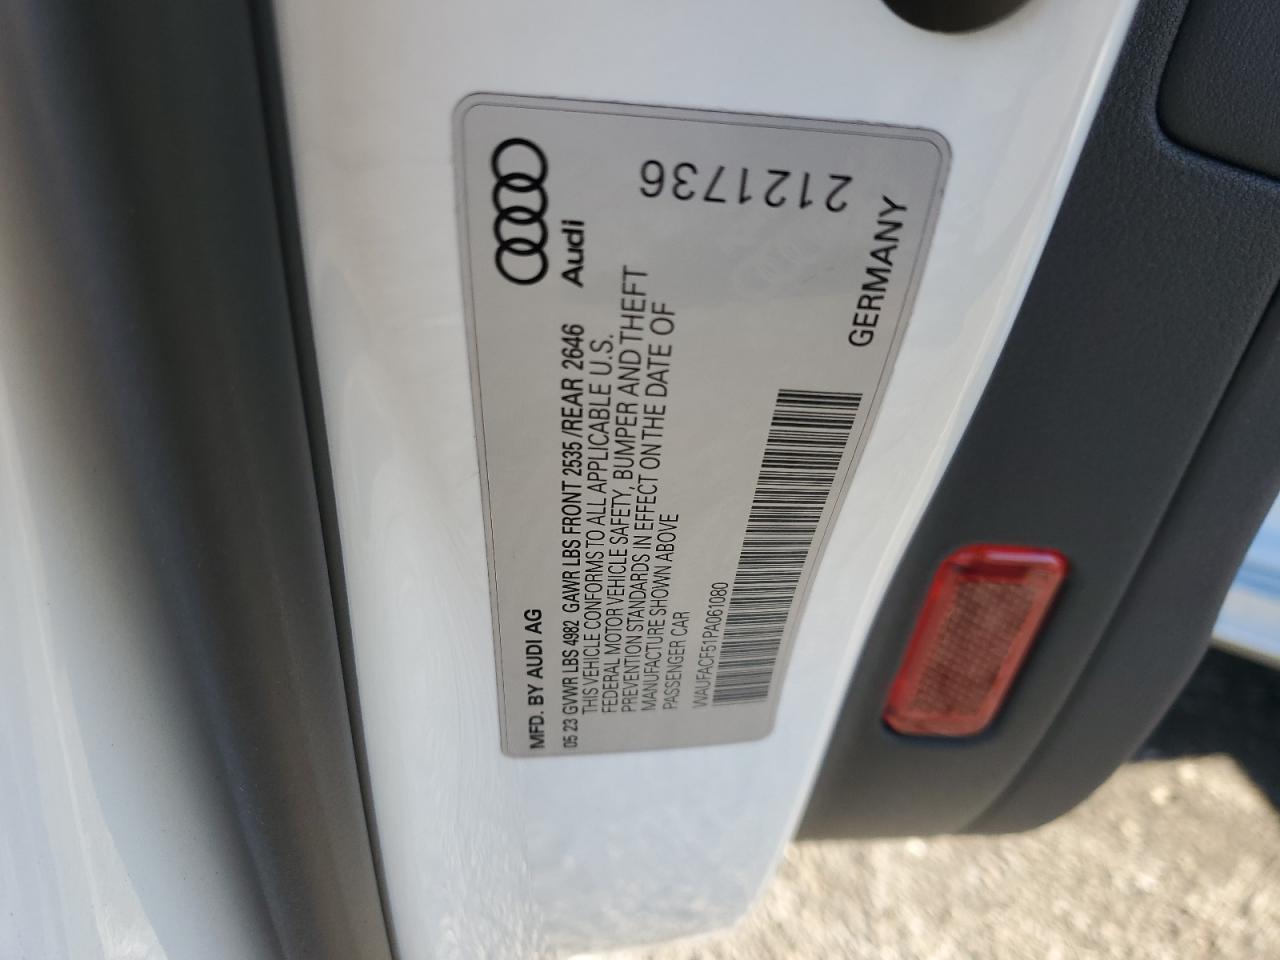 MFD. BY AUDI AG
Audi
05 23 GVWR LBS 4982 GAWR LBS FRONT 2535 /REAR 2646
THIS VEHICLE CONFORMS TO ALL APPLICABLE U.S.
FEDERAL MOTOR VEHICLE SAFETY, BUMPER AND THEFT
PREVENTION STANDARDS IN EFFECT ON THE DATE OF
MANUFACTURE SHOWN ABOVE
PASSENGER CAR
WAUFACF51PA061080
GERMANY
2121736